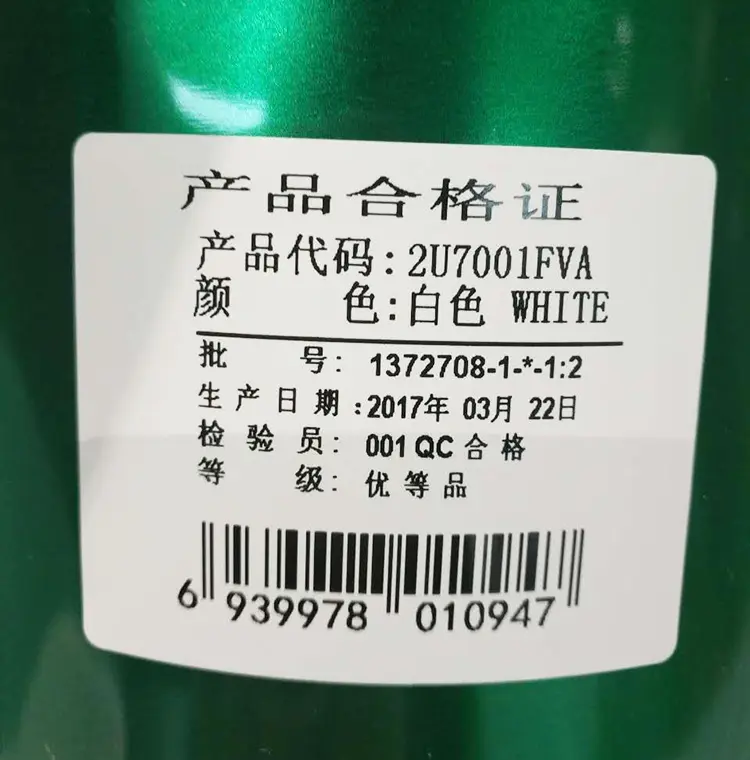 产品合格证
产品代码:2U7001FVA
颜 色:白色 WHITE
批 号: 1372708-1-*-1:2
生产日期:2017年 03月 22日
检验员: 001 QC 合格
等 级: 优等品
6 939978 010947